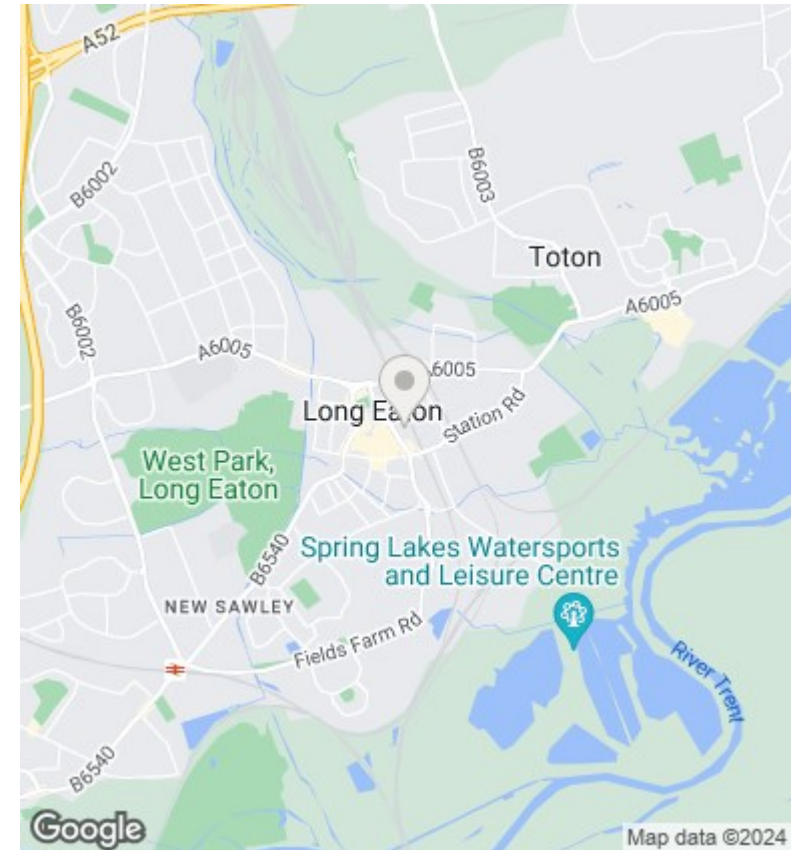 A52
B6002
B6003
Toton
B6002
A6005
A6005
6005
Long Eaton
Station Rd
West Park,
Long Eaton
B6540
Spring Lakes Watersports
and Leisure Centre
NEW SAWLEY
Fields Farm Rd
River Trent
B6540
Google
Map data ©2024